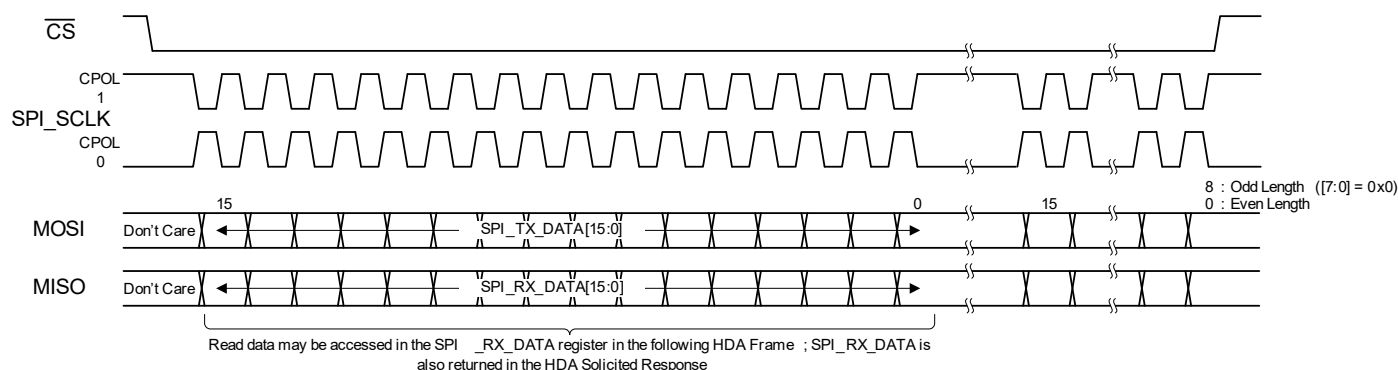 CS
CPOL
1
SPI_SCLK
CPOL
0
8 : Odd Length ([7:0] = 0x0)
15 0 15 0 : Even Length
MOSI Don't Care SPI_TX_DATA[15:0]
MISO Don't Care SPI_RX_DATA[15:0]
Read data may be accessed in the SPI _RX_DATA register in the following HDA Frame ; SPI_RX_DATA is
also returned in the HDA Solicited Response